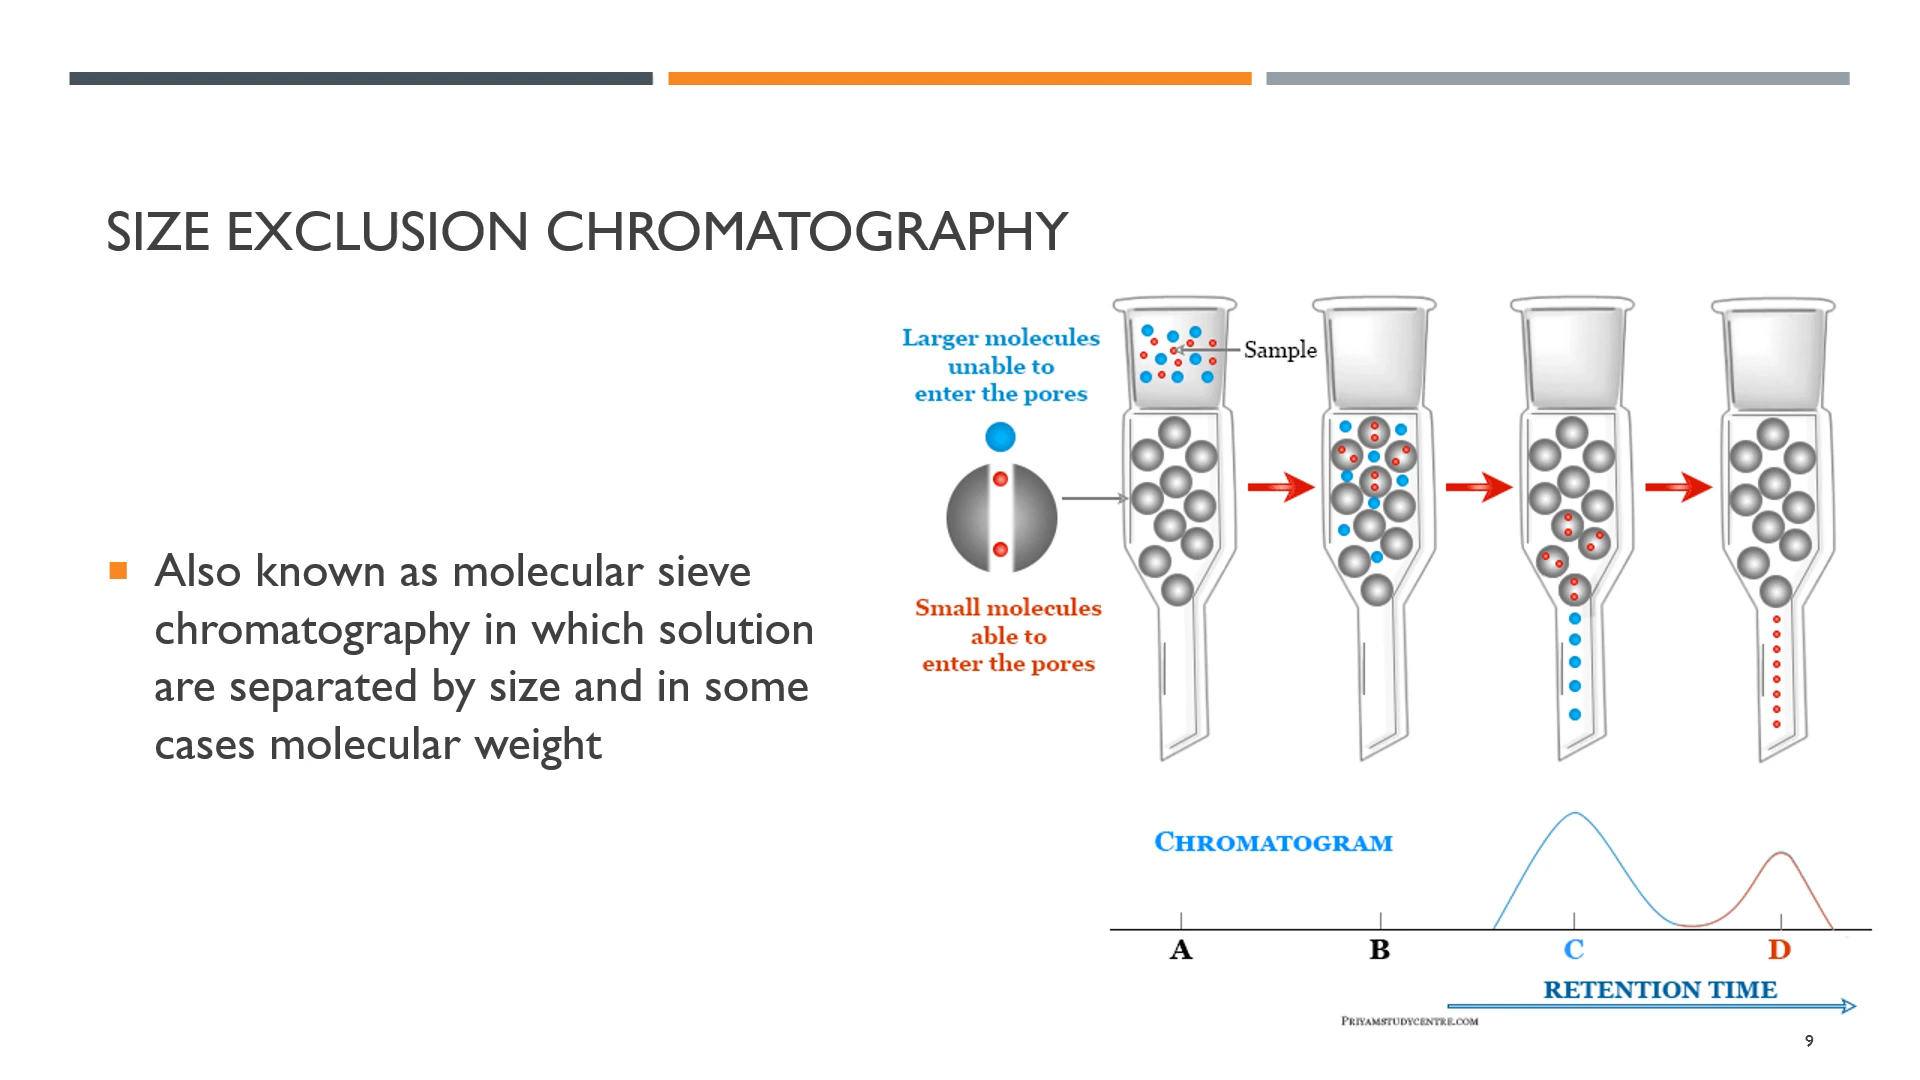 SIZE EXCLUSION CHROMATOGRAPHY
Also known as molecular sieve
chromatography in which solution
are separated by size and in some
cases molecular weight
Larger molecules
unable to
enter the pores
Sample
Small molecules
able to
enter the pores
CHROMATOGRAM
A B C D
RETENTION TIME
PRIYAMSTUDYCENTRE.COM
9